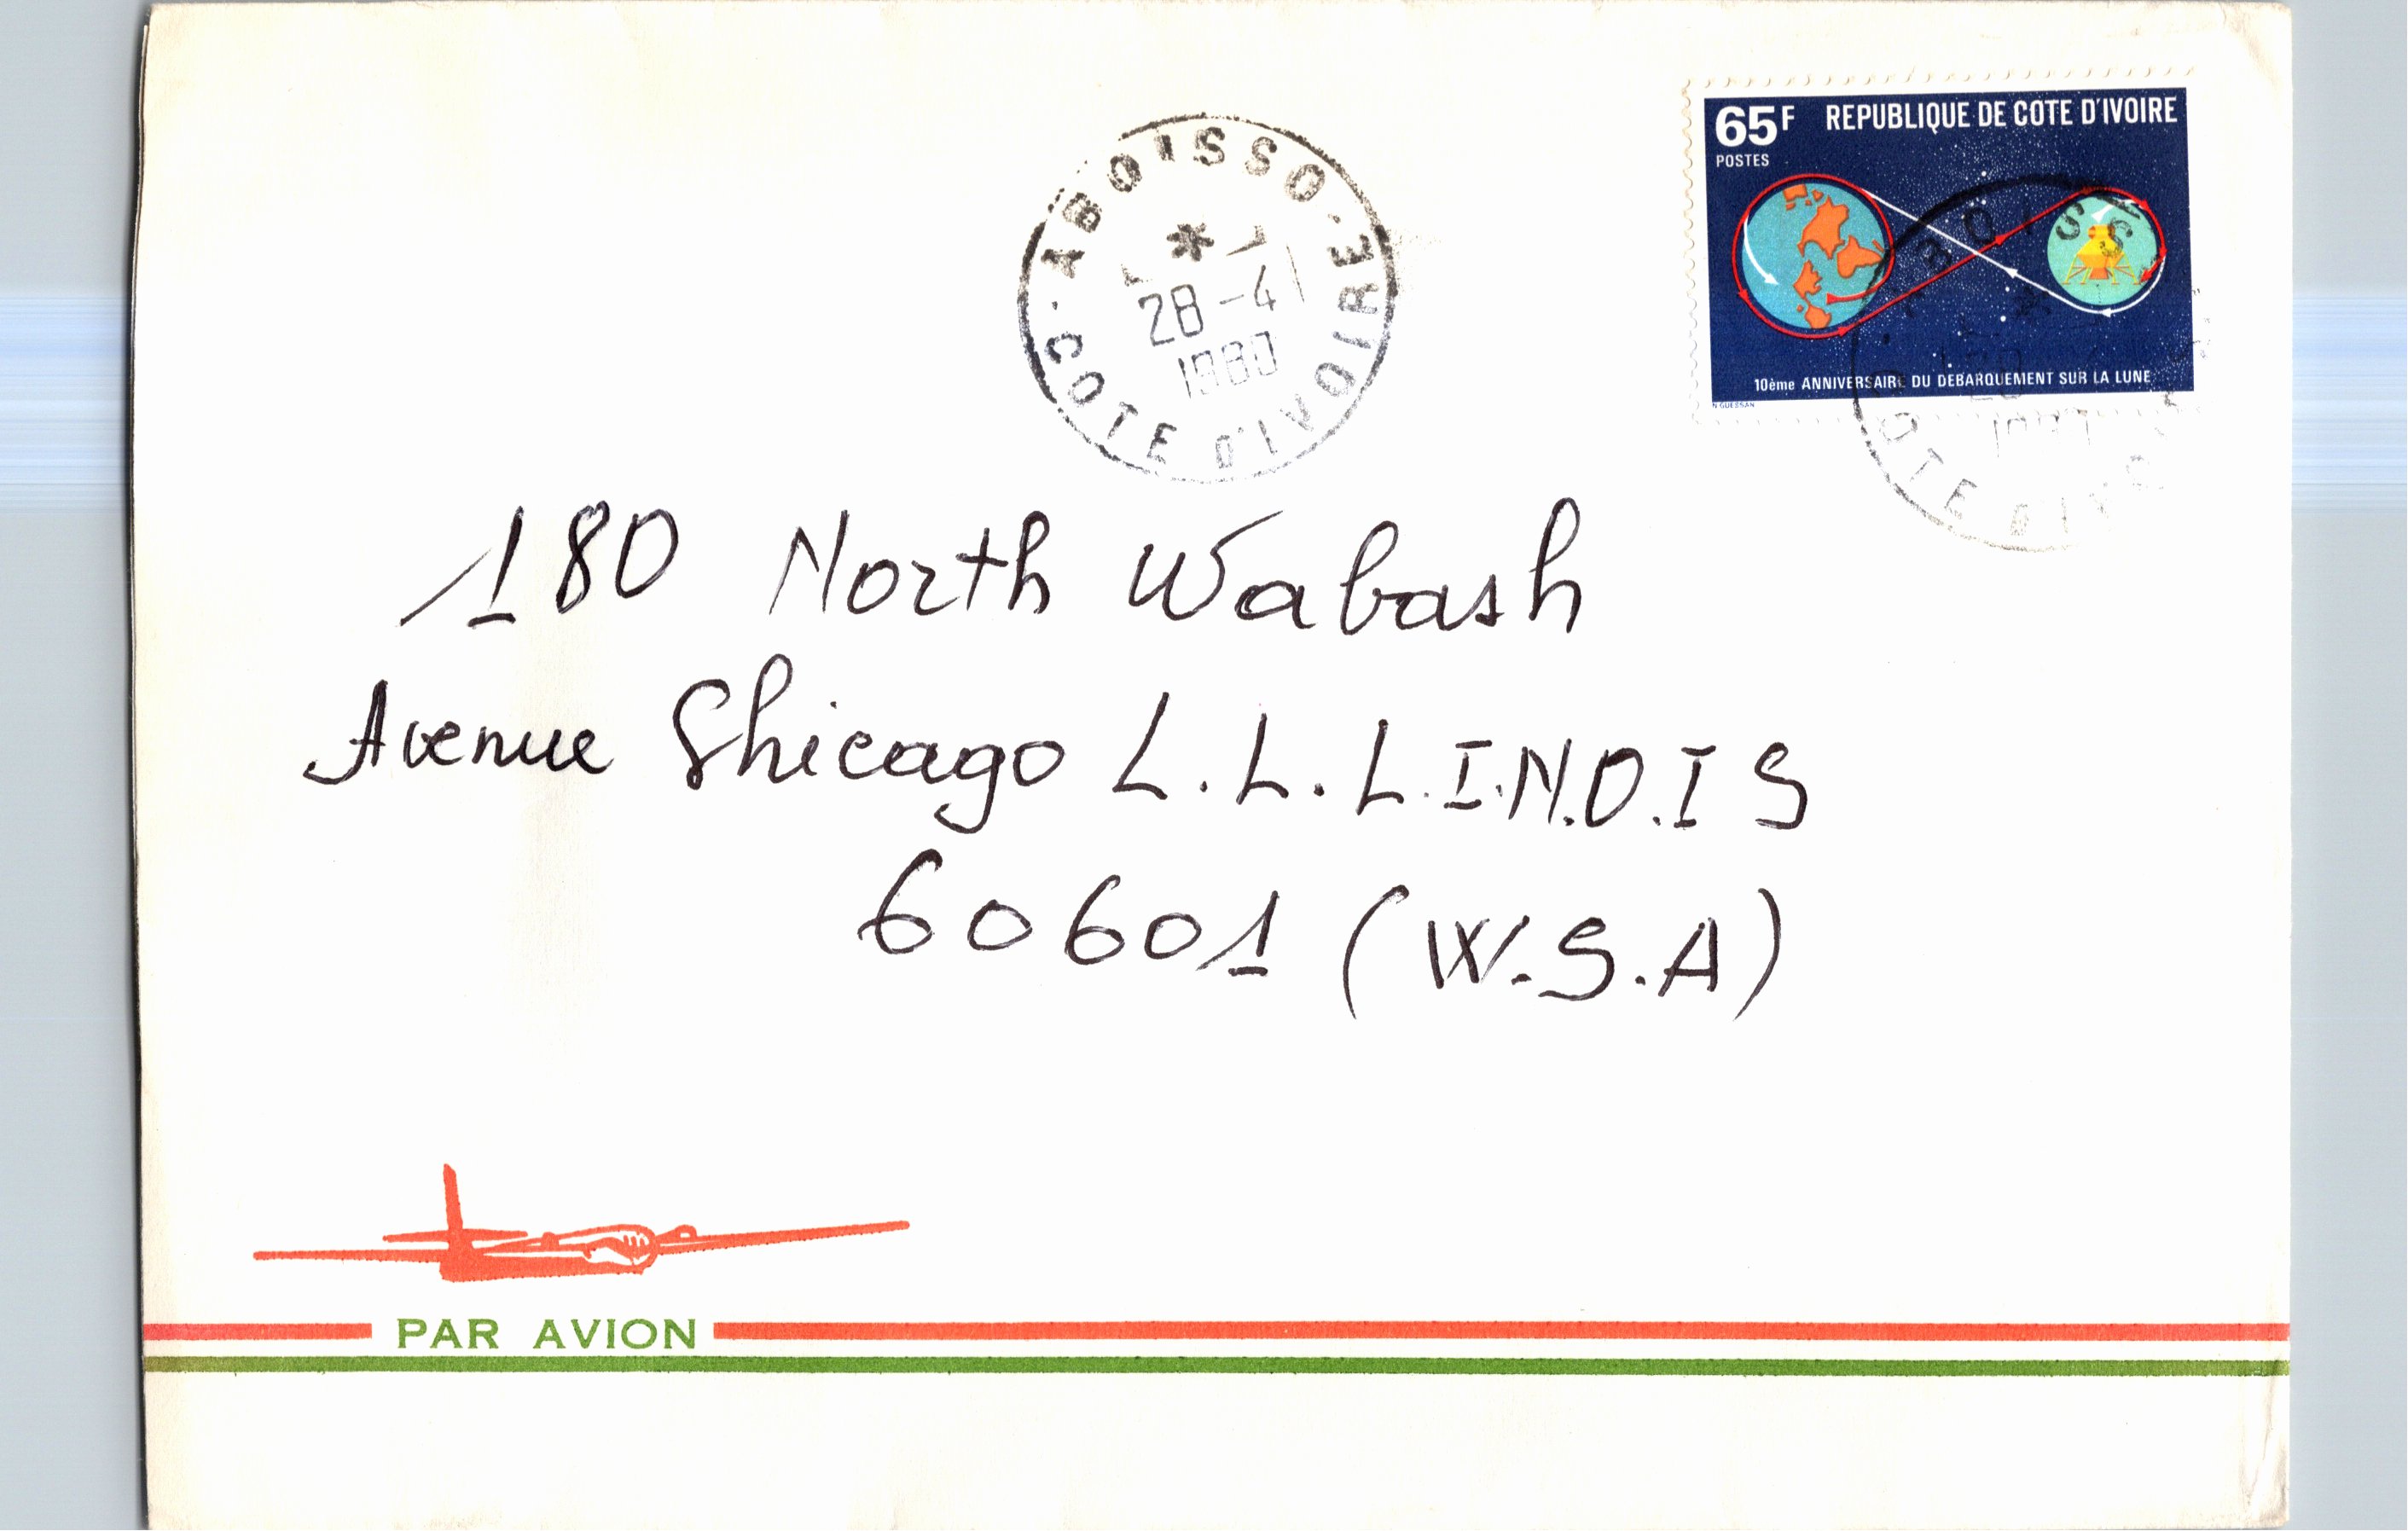 ABOISSO
28-4
1980
COTE D'IVOIRE
65F REPUBLIQUE DE COTE D'IVOIRE
POSTES
10ème ANNIVERSAIRE DU DEBARQUEMENT SUR LA LUNE
N'GUESSAN
180 North Wabash
Avenue Shicago L.L.L.I.N.O.I S
60601 (W.S.A)
PAR AVION